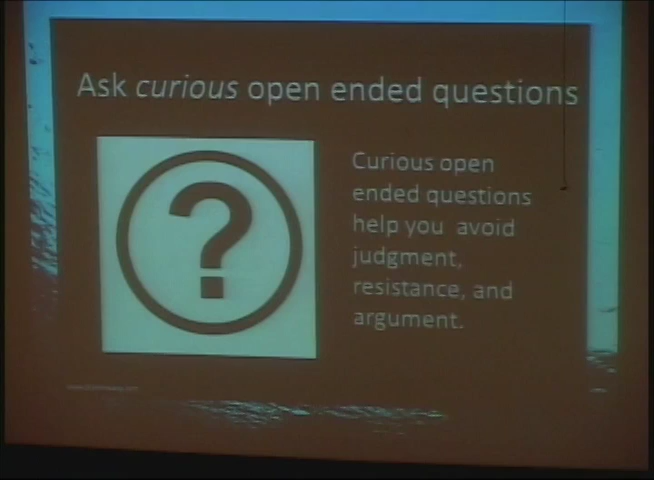 Ask curious open ended questions
?
Curious open
ended questions
help you avoid
judgment,
resistance, and
argument.